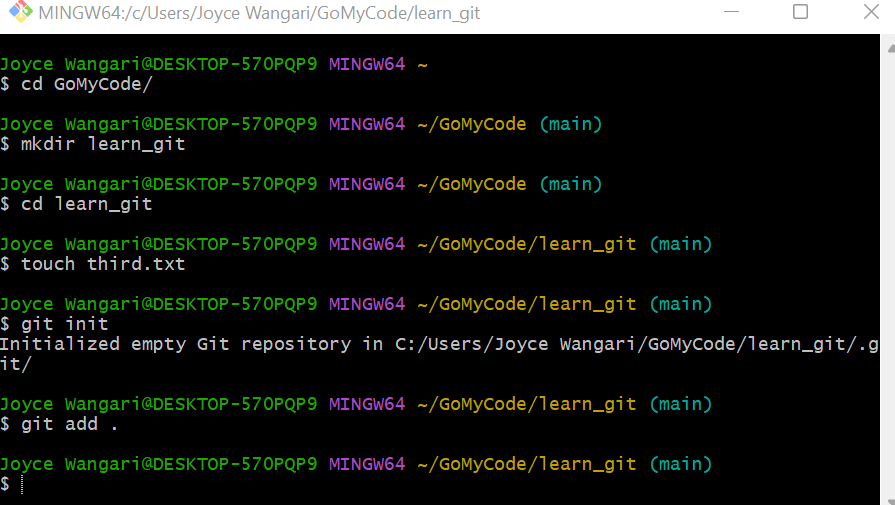 MINGW64:/c/Users/Joyce Wangari/GoMyCode/learn_git
Joyce Wangari@DESKTOP-570PQP9 MINGW64 ~
$ cd GoMyCode/
Joyce Wangari@DESKTOP-570PQP9 MINGW64 ~/GoMyCode (main)
$ mkdir learn_git
Joyce Wangari@DESKTOP-570PQP9 MINGW64 ~/GoMyCode (main)
$ cd learn_git
Joyce Wangari@DESKTOP-570PQP9 MINGW64 ~/GoMyCode/learn_git (main)
$ touch third.txt
Joyce Wangari@DESKTOP-570PQP9 MINGW64 ~/GoMyCode/learn_git (main)
$ git init
Initialized empty Git repository in C:/Users/Joyce Wangari/GoMyCode/learn_git/.g
it/
Joyce Wangari@DESKTOP-570PQP9 MINGW64 ~/GoMyCode/learn_git (main)
$ git add .
Joyce Wangari@DESKTOP-570PQP9 MINGW64 ~/GoMyCode/learn_git (main)
$